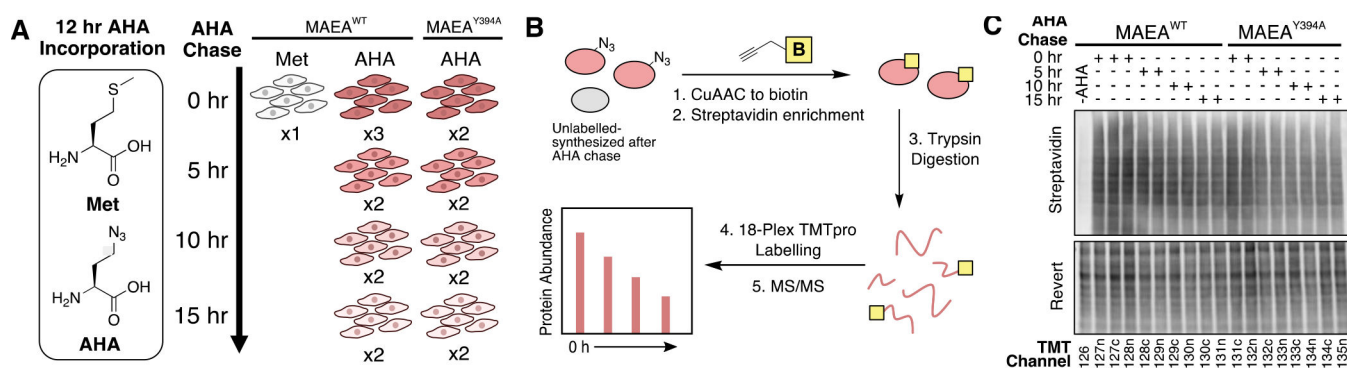 A
12 hr AHA
Incorporation
S
H₂N
OH
O
Met
N₃
H₂N
OH
O
AHA
AHA
Chase
MAEA^WT
MAEA^Y394A
Met
AHA
AHA
0 hr
x1
x3
x2
5 hr
x2
x2
10 hr
x2
x2
15 hr
x2
x2
B
N₃
N₃
B
Unlabelled-
synthesized after
AHA chase
1. CuAAC to biotin
2. Streptavidin enrichment
3. Trypsin
Digestion
4. 18-Plex TMTpro
Labelling
5. MS/MS
Protein Abundance
0 h
C
AHA
Chase
MAEA^WT
MAEA^Y394A
0 hr + + + - - - - - - + + - - - - - -
5 hr - - - + + - - - - - - + + - - - -
10 hr - - - - - + + - - - - - - + + - -
15 hr - - - - - - - + + - - - - - - + +
-AHA
Streptavidin
Revert
TMT
Channel
126 127n 127c 128n 128c 129n 129c 130n 130c 131n 131c 132n 132c 133n 133c 134n 134c 135n